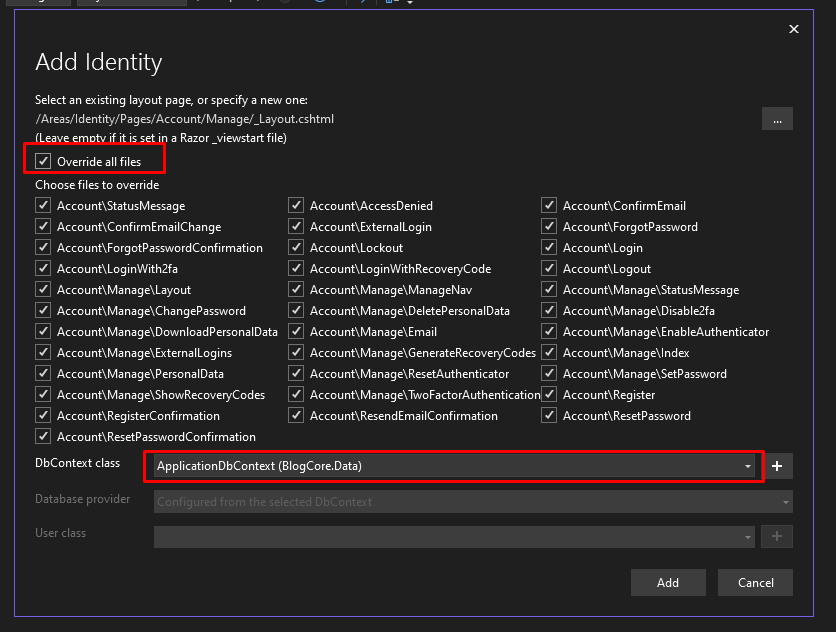 Add Identity
Select an existing layout page, or specify a new one:
/Areas/Identity/Pages/Account/Manage/_Layout.cshtml
...
(Leave empty if it is set in a Razor _viewstart file)
Override all files
Choose files to override
Account\StatusMessage Account\AccessDenied Account\ConfirmEmail
Account\ConfirmEmailChange Account\ExternalLogin Account\ForgotPassword
Account\ForgotPasswordConfirmation Account\Lockout Account\Login
Account\LoginWith2fa Account\LoginWithRecoveryCode Account\Logout
Account\Manage\Layout Account\Manage\ManageNav Account\Manage\StatusMessage
Account\Manage\ChangePassword Account\Manage\DeletePersonalData Account\Manage\Disable2fa
Account\Manage\DownloadPersonalData Account\Manage\Email Account\Manage\EnableAuthenticator
Account\Manage\ExternalLogins Account\Manage\GenerateRecoveryCodes Account\Manage\Index
Account\Manage\PersonalData Account\Manage\ResetAuthenticator Account\Manage\SetPassword
Account\Manage\ShowRecoveryCodes Account\Manage\TwoFactorAuthentication Account\Register
Account\RegisterConfirmation Account\ResendEmailConfirmation Account\ResetPassword
Account\ResetPasswordConfirmation
DbContext class ApplicationDbContext (BlogCore.Data)
Database provider Configured from the selected DbContext
User class
Add Cancel